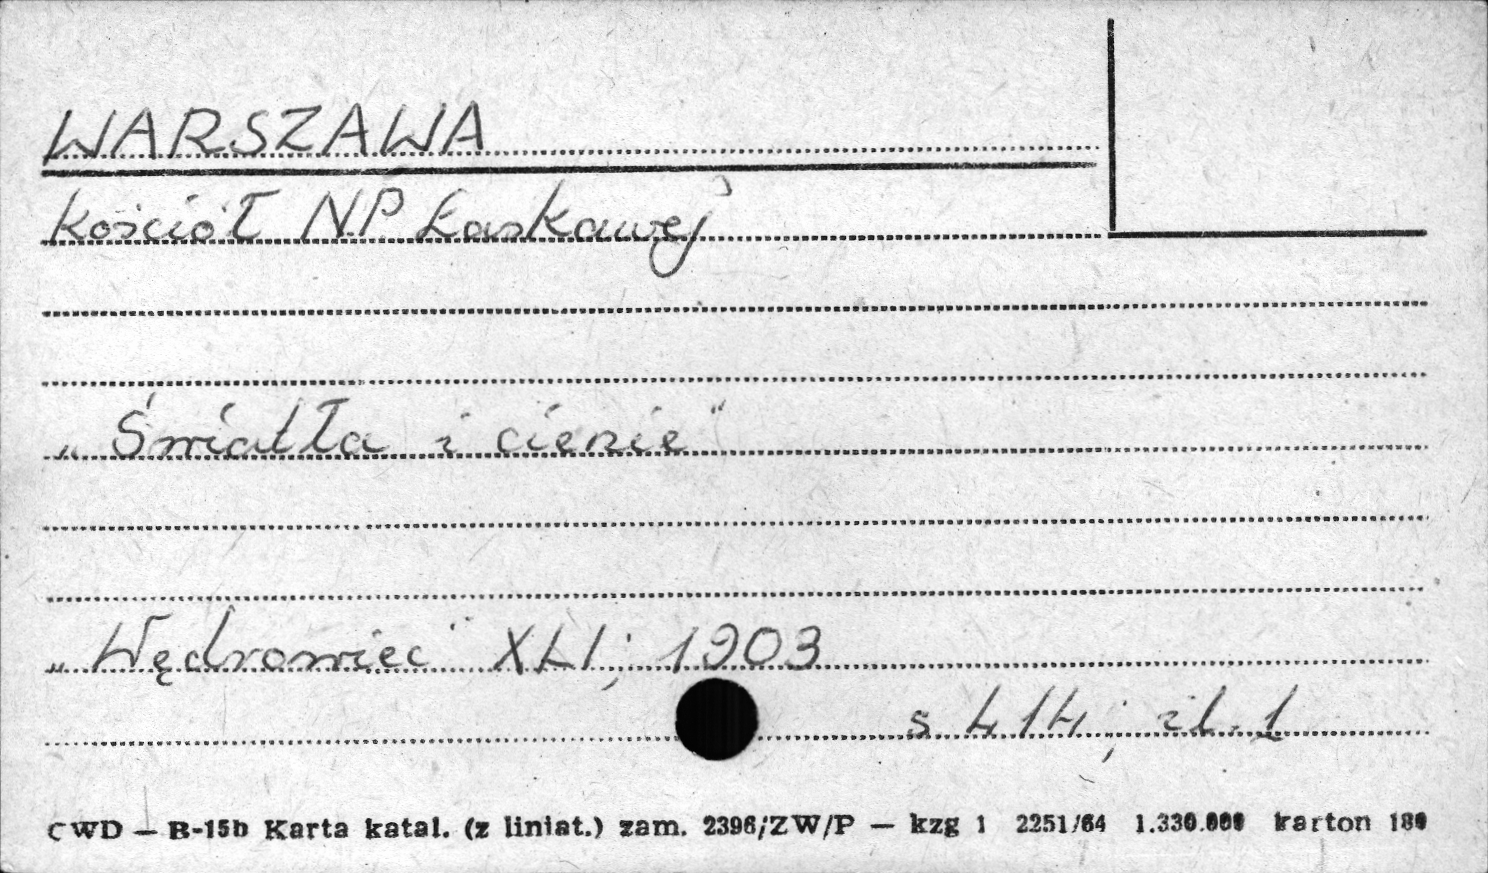 WARSZAWA
Kościół NP Łaskawej
„Światła i cienie"
„Wędrowiec" XLI; 1903
s 414; il. 1
CWD — B-15b Karta katal. (z liniat.) zam. 2396/ZW/P — kzg 1 2251/64 1.330.000 karton 180